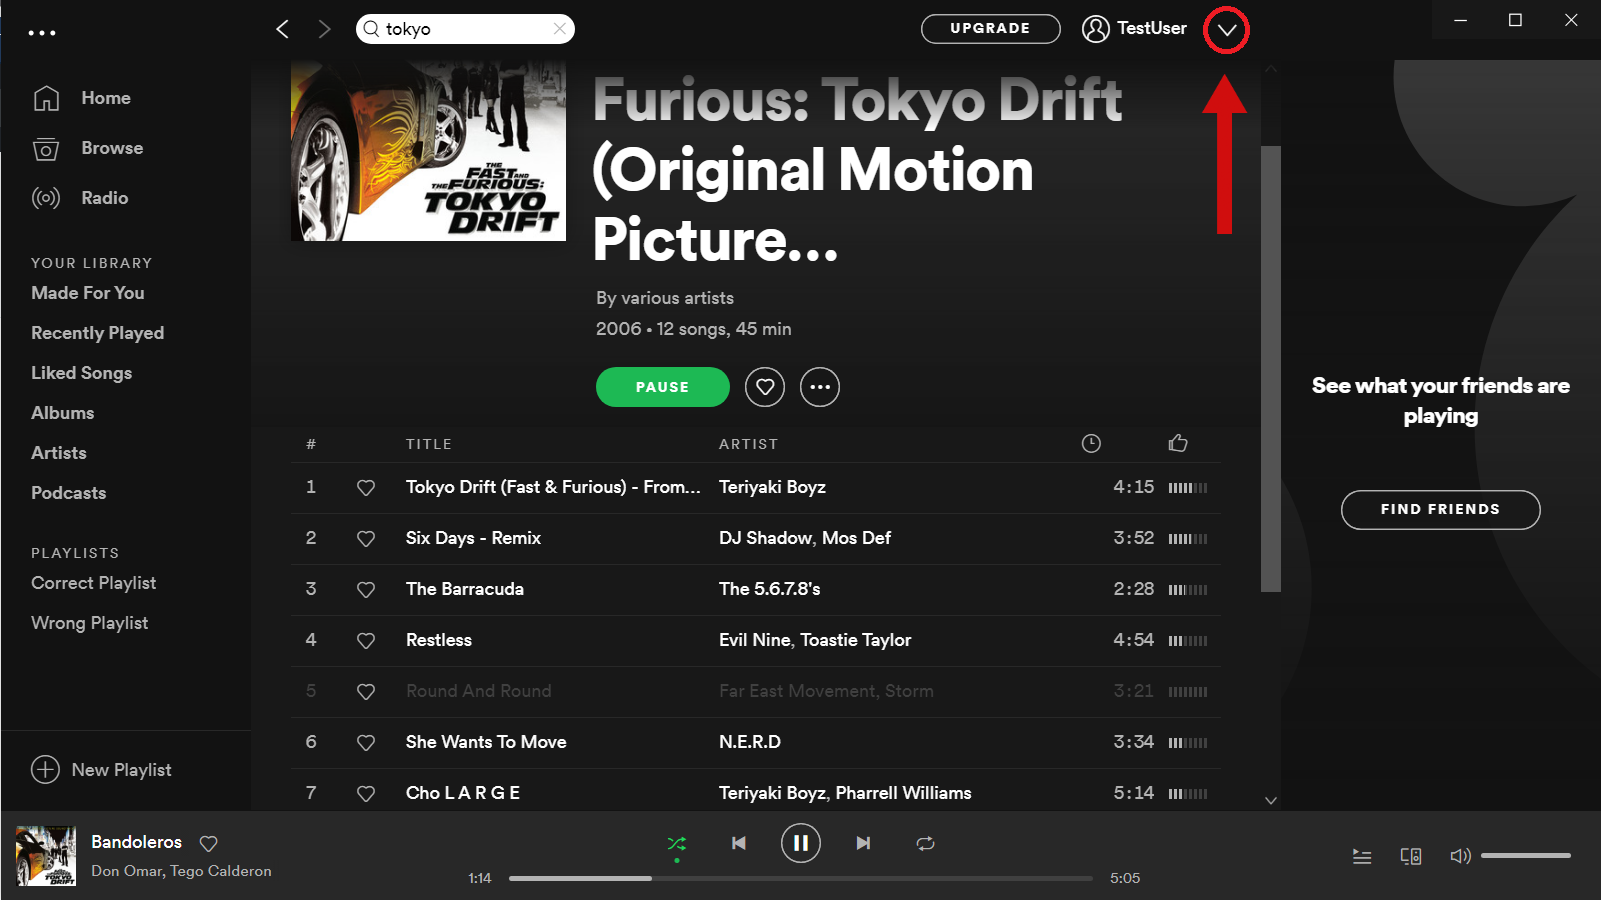 tokyo
UPGRADE
TestUser
Home
Browse
Radio
YOUR LIBRARY
Made For You
Recently Played
Liked Songs
Albums
Artists
Podcasts
PLAYLISTS
Correct Playlist
Wrong Playlist
New Playlist
THE
FAST AND
THE FURIOUS:
TOKYO
DRIFT
Furious: Tokyo Drift
(Original Motion
Picture...
By various artists
2006 • 12 songs, 45 min
PAUSE
# TITLE ARTIST
1 Tokyo Drift (Fast & Furious) - From... Teriyaki Boyz 4:15
2 Six Days - Remix DJ Shadow, Mos Def 3:52
3 The Barracuda The 5.6.7.8's 2:28
4 Restless Evil Nine, Toastie Taylor 4:54
5 Round And Round Far East Movement, Storm 3:21
6 She Wants To Move N.E.R.D 3:34
7 Cho L A R G E Teriyaki Boyz, Pharrell Williams 5:14
See what your friends are
playing
FIND FRIENDS
TOKYO
DRIFT
Bandoleros
Don Omar, Tego Calderon
1:14
5:05